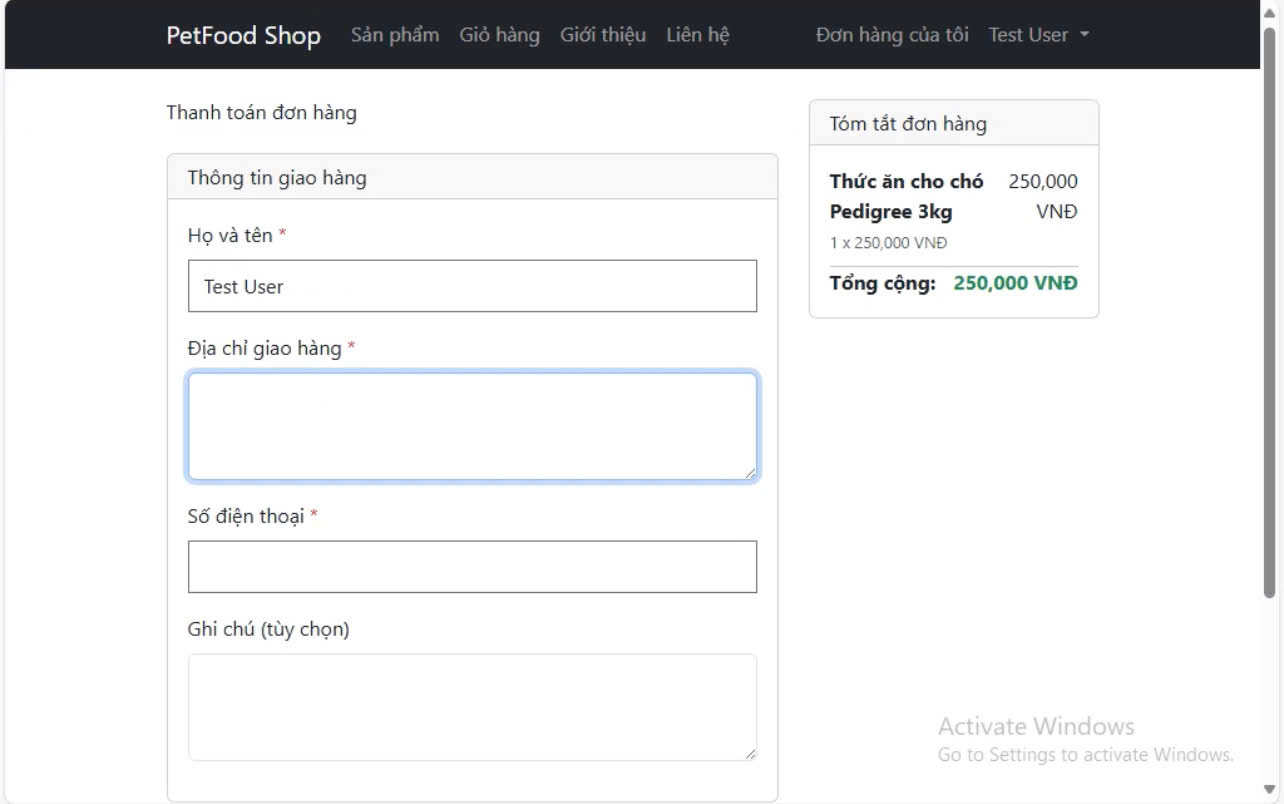 PetFood Shop Sản phẩm Giỏ hàng Giới thiệu Liên hệ Đơn hàng của tôi Test User
Thanh toán đơn hàng
Thông tin giao hàng
Họ và tên *
Test User
Địa chỉ giao hàng *
Số điện thoại *
Ghi chú (tùy chọn)
Tóm tắt đơn hàng
Thức ăn cho chó 250,000
Pedigree 3kg VNĐ
1 x 250,000 VNĐ
Tổng cộng: 250,000 VNĐ
Activate Windows
Go to Settings to activate Windows.